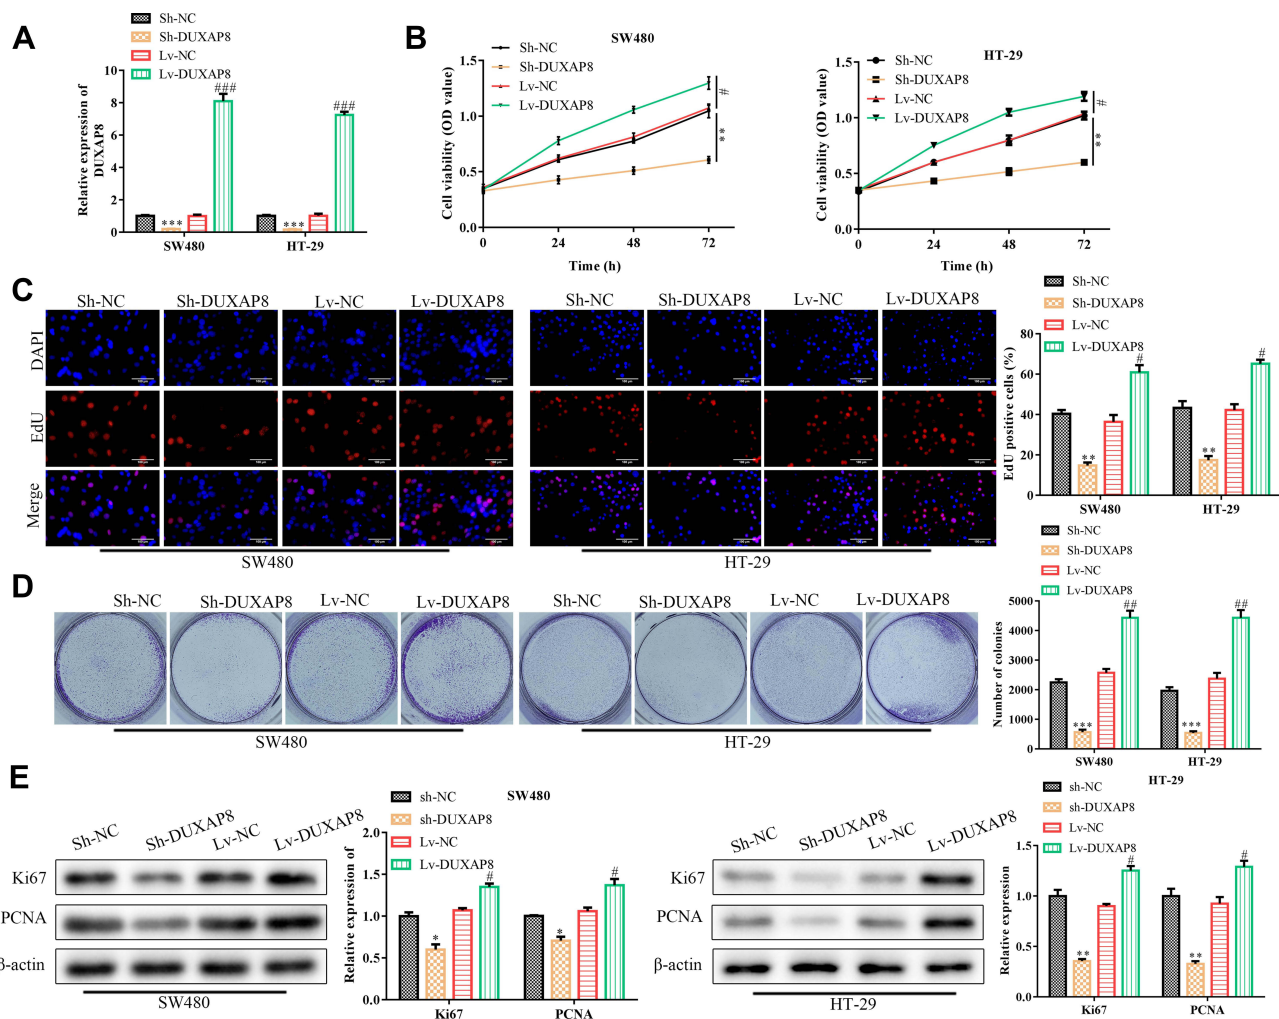 A
Sh-NC
Sh-DUXAP8
Lv-NC
Lv-DUXAP8
Relative expression of
DUXAP8
10
8
6
4
2
0
***
###
***
###
SW480
HT-29
B
SW480
Sh-NC
Sh-DUXAP8
Lv-NC
Lv-DUXAP8
Cell viability (OD value)
1.5
1.0
0.5
0.0
#
**
0
24
48
72
Time (h)
HT-29
Sh-NC
Sh-DUXAP8
Lv-NC
Lv-DUXAP8
Cell viability (OD value)
1.5
1.0
0.5
0.0
#
**
0
24
48
72
Time (h)
C
Sh-NC
Sh-DUXAP8
Lv-NC
Lv-DUXAP8
Sh-NC
Sh-DUXAP8
Lv-NC
Lv-DUXAP8
DAPI
EdU
Merge
SW480
HT-29
Sh-NC
Sh-DUXAP8
Lv-NC
Lv-DUXAP8
EdU positive cells (%)
80
60
40
20
0
**
#
**
#
SW480
HT-29
D
Sh-NC
Sh-DUXAP8
Lv-NC
Lv-DUXAP8
Sh-NC
Sh-DUXAP8
Lv-NC
Lv-DUXAP8
SW480
HT-29
Sh-NC
Sh-DUXAP8
Lv-NC
Lv-DUXAP8
Number of colonies
5000
4000
3000
2000
1000
0
***
##
***
##
SW480
HT-29
E
Sh-NC
Sh-DUXAP8
Lv-NC
Lv-DUXAP8
Ki67
PCNA
β-actin
SW480
SW480
sh-NC
sh-DUXAP8
Lv-NC
Lv-DUXAP8
Relative expression of
2.0
1.5
1.0
0.5
0.0
*
#
*
#
Ki67
PCNA
Sh-NC
Sh-DUXAP8
Lv-NC
Lv-DUXAP8
Ki67
PCNA
β-actin
HT-29
HT-29
sh-NC
sh-DUXAP8
Lv-NC
Lv-DUXAP8
Relative expression
1.5
1.0
0.5
0.0
**
#
**
#
Ki67
PCNA